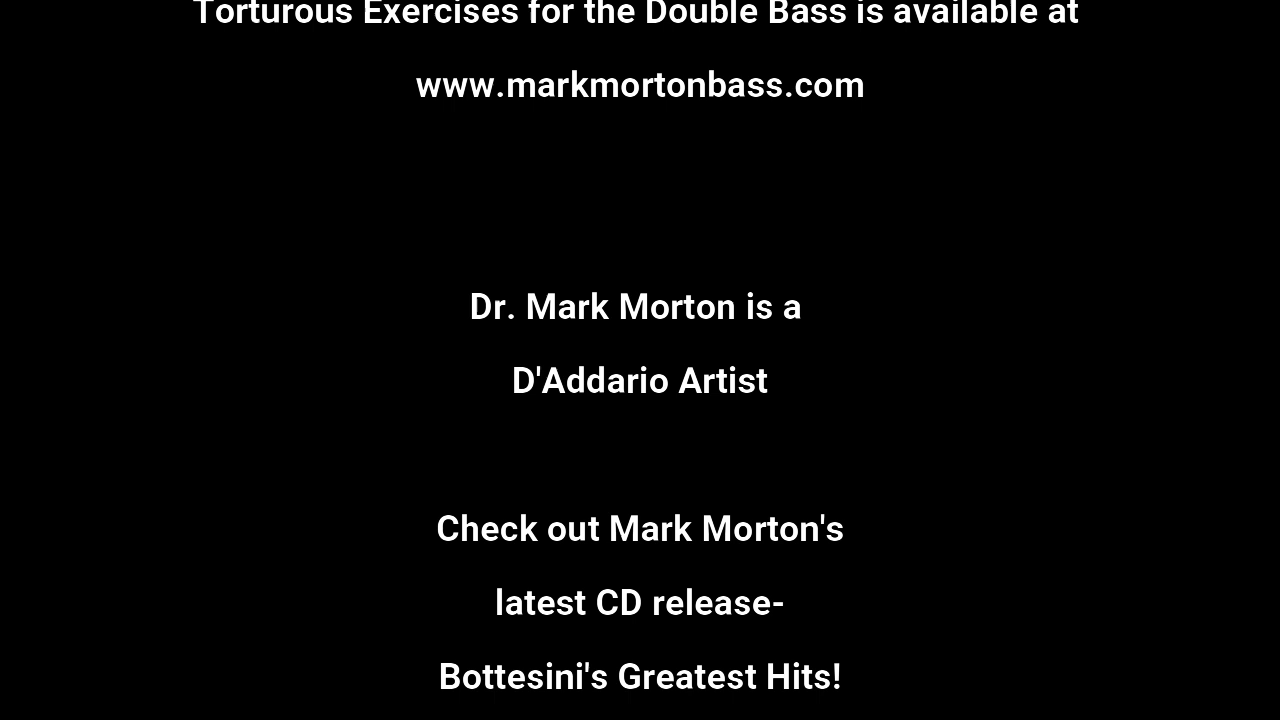 Torturous Exercises for the Double Bass is available at
www.markmortonbass.com
Dr. Mark Morton is a
D'Addario Artist
Check out Mark Morton's
latest CD release-
Bottesini's Greatest Hits!